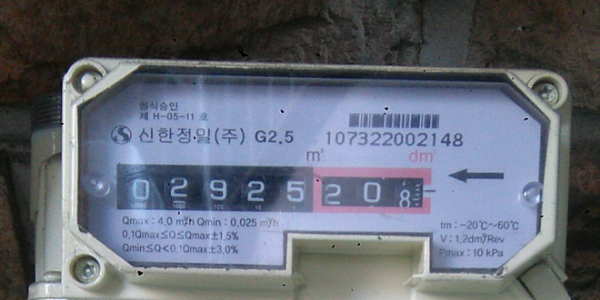 형식승인
제 H-05-11 호
신한정밀(주) G2.5
107322002148
m³ dm³
0 2 9 2 5 2 0 8
Qmax : 4,0 m³/h Qmin : 0,025 m³/h
0,1Qmax≤Q≤Qmax±1,5%
Qmin≤Q<0,1Qmax±3,0%
tm : -20℃~60℃
V : 1,2dm³/Rev
Pmax : 10 kPa